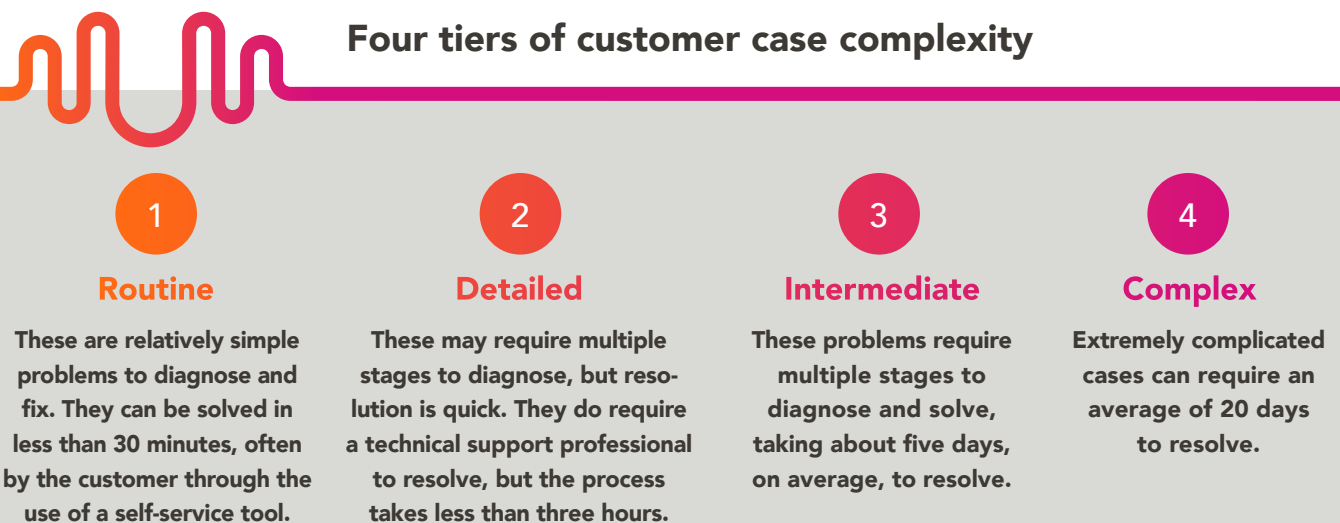 Four tiers of customer case complexity
1
Routine
These are relatively simple
problems to diagnose and
fix. They can be solved in
less than 30 minutes, often
by the customer through the
use of a self-service tool.
2
Detailed
These may require multiple
stages to diagnose, but reso-
lution is quick. They do require
a technical support professional
to resolve, but the process
takes less than three hours.
3
Intermediate
These problems require
multiple stages to
diagnose and solve,
taking about five days,
on average, to resolve.
4
Complex
Extremely complicated
cases can require an
average of 20 days
to resolve.